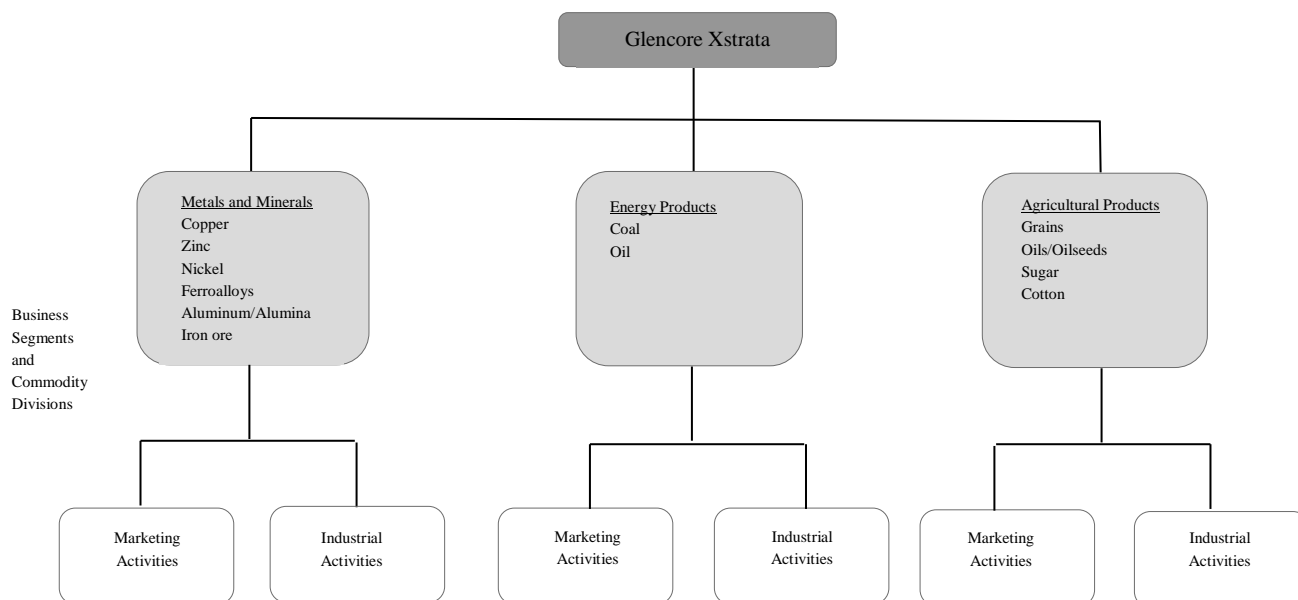 Glencore Xstrata
Metals and Minerals
Copper
Zinc
Nickel
Ferroalloys
Aluminum/Alumina
Iron ore
Energy Products
Coal
Oil
Agricultural Products
Grains
Oils/Oilseeds
Sugar
Cotton
Business
Segments
and
Commodity
Divisions
Marketing
Activities
Industrial
Activities
Marketing
Activities
Industrial
Activities
Marketing
Activities
Industrial
Activities